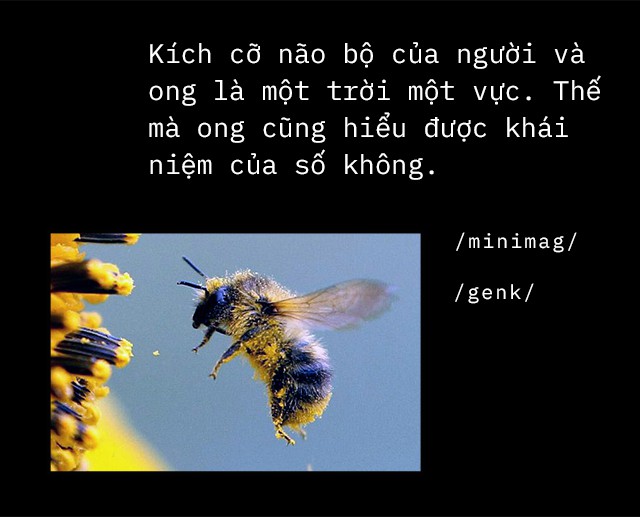 Kích cỡ não bộ của người và
ong là một trời một vực. Thế
mà ong cũng hiểu được khái
niệm của số không.
/minimag/
/genk/